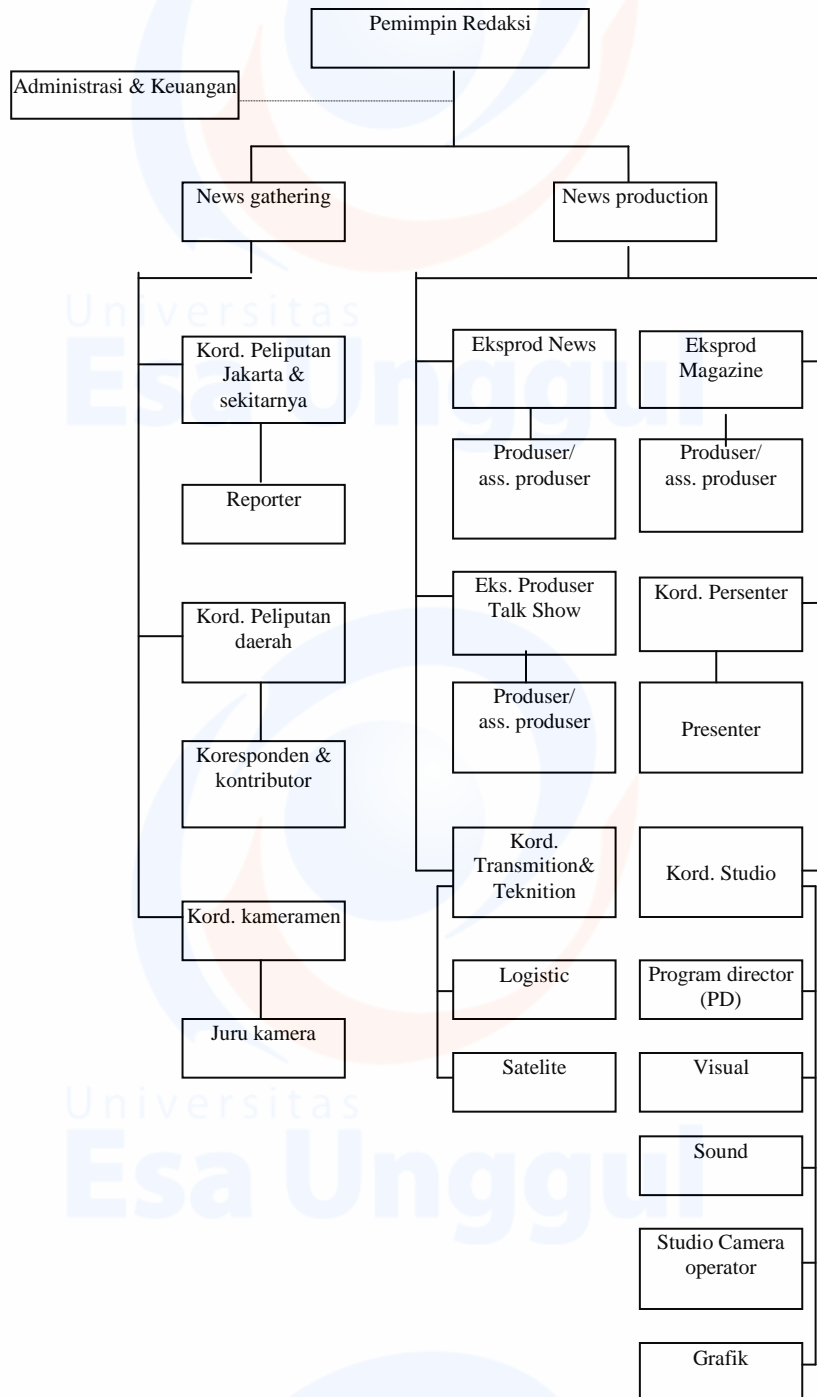 Pemimpin Redaksi
Administrasi & Keuangan
News gathering
News production
Universitas
Esa Unggul
Kord. Peliputan
Jakarta &
sekitarnya
Reporter
Kord. Peliputan
daerah
Koresponden &
kontributor
Kord. kameramen
Juru kamera
Eksprod News
Produser/
ass. produser
Eksprod
Magazine
Produser/
ass. produser
Eks. Produser
Talk Show
Produser/
ass. produser
Kord. Persenter
Presenter
Kord.
Transmition&
Teknition
Logistic
Satelite
Kord. Studio
Program director
(PD)
Visual
Sound
Studio Camera
operator
Grafik
Universitas
Esa Unggul